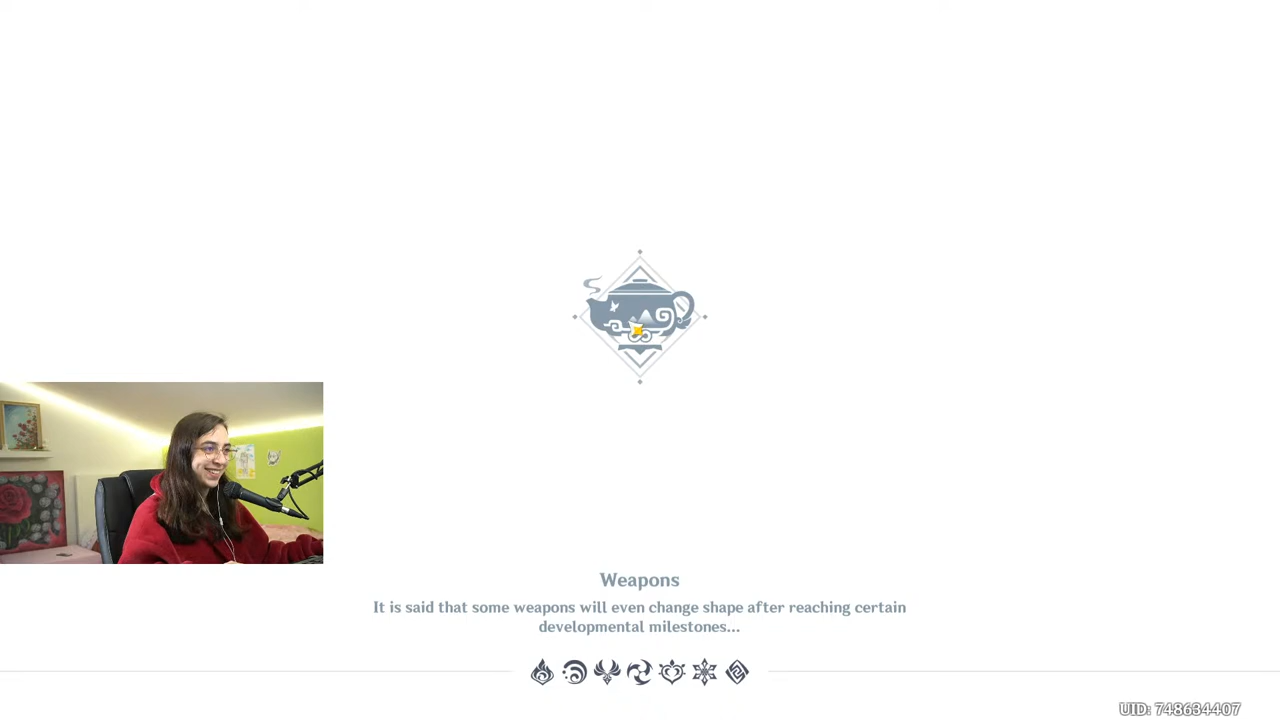 Weapons
It is said that some weapons will even change shape after reaching certain
developmental milestones...
UID: 748634407